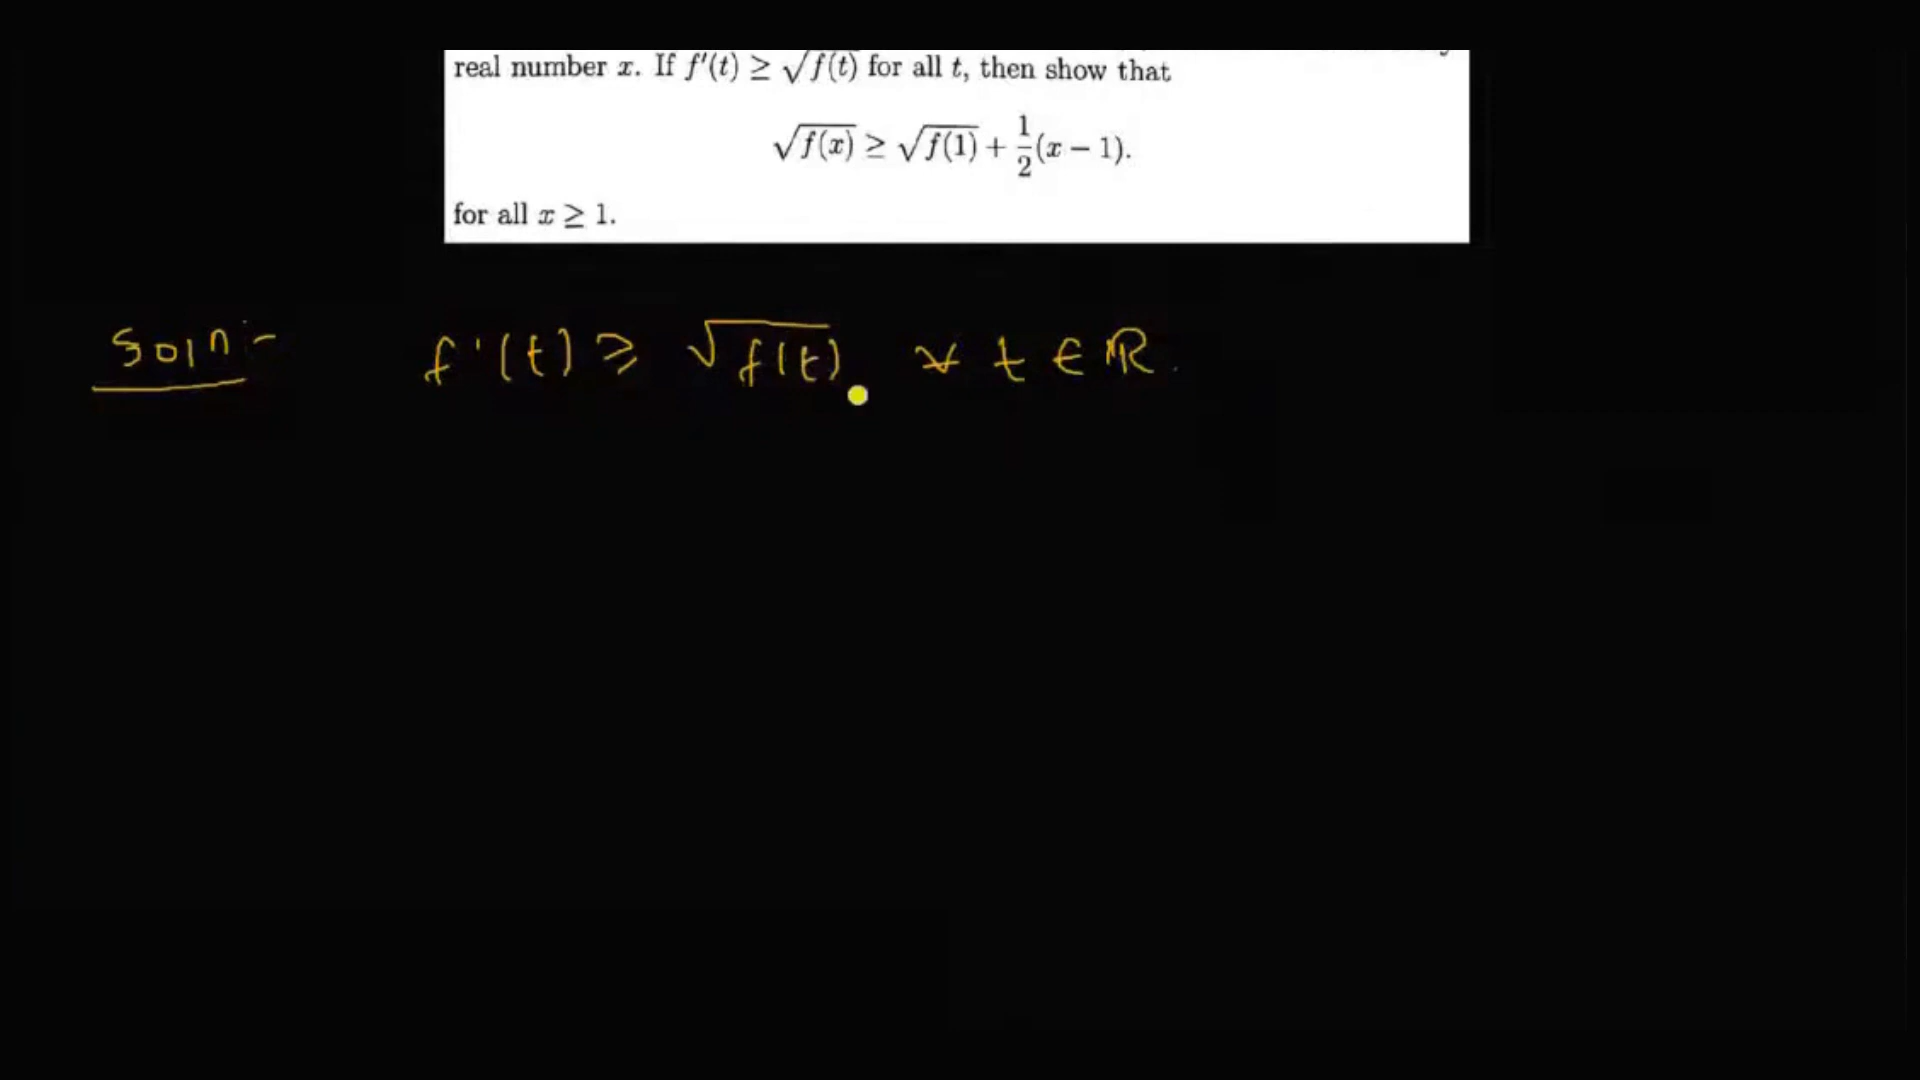 real number x. If f′(t) ≥ √f(t) for all t, then show that
√f(x) ≥ √f(1) + 1/2 (x − 1).
for all x ≥ 1.
Soln:- f'(t) ≥ √f(t) ∀ t ∈ ℝ.